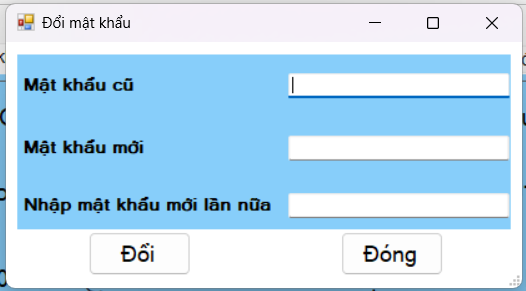 Đổi mật khẩu
Mật khẩu cũ
Mật khẩu mới
Nhập mật khẩu mới lần nữa
Đổi
Đóng